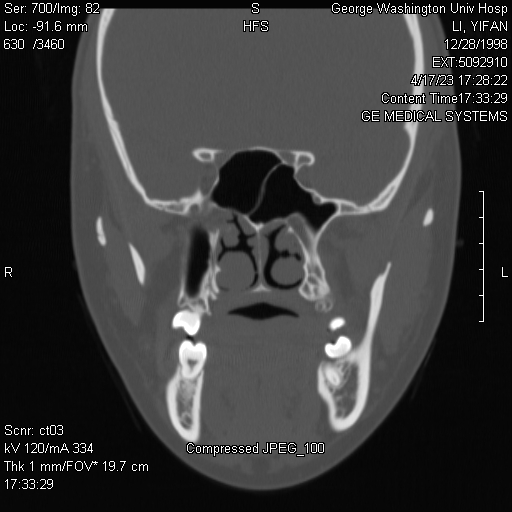 Ser: 700/Img: 82
Loc: -91.6 mm
630 /3460
S
HFS
George Washington Univ Hosp
LI, YIFAN
12/28/1998
EXT:5092910
4/17/23 17:28:22
Content Time17:33:29
GE MEDICAL SYSTEMS
R
L
Scnr: ct03
kV 120/mA 334
Thk 1 mm/FOV* 19.7 cm
17:33:29
Compressed JPEG_100